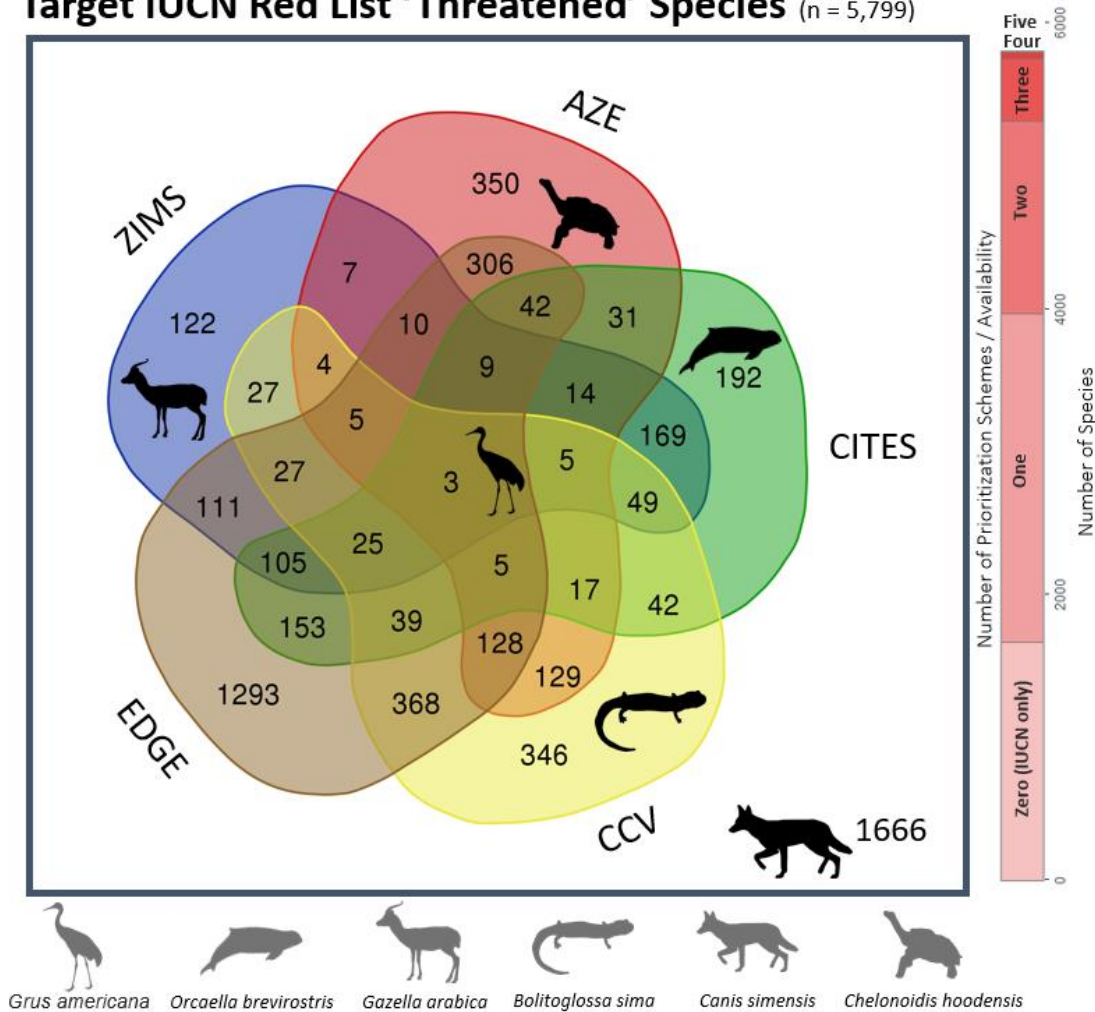 Target IUCN Red List 'Threatened' Species (n = 5,799)
AZE
ZIMS
CITES
EDGE
CCV
350
306
7
42
31
10
122
192
4
9
14
27
5
169
5
3
49
27
111
25
105
5
17
42
39
153
128
129
1293
368
346
1666
Five
Four
Three
Two
One
Zero (IUCN only)
Number of Prioritization Schemes / Availability
6000
4000
2000
0
Number of Species
Grus americana
Orcaella brevirostris
Gazella arabica
Bolitoglossa sima
Canis simensis
Chelonoidis hoodensis